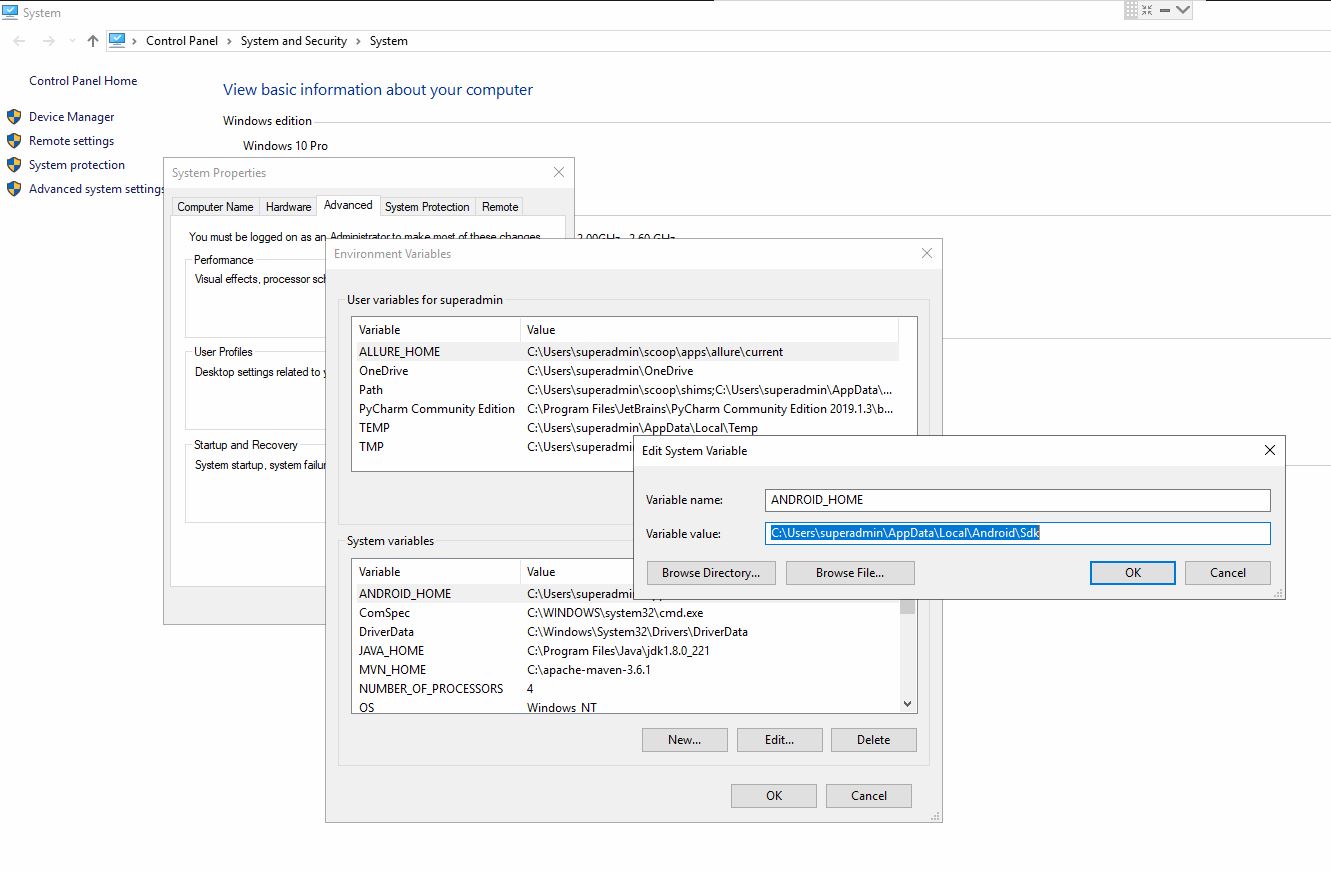 System
Control Panel > System and Security > System
Control Panel Home
Device Manager
Remote settings
System protection
Advanced system settings
View basic information about your computer
Windows edition
Windows 10 Pro
System Properties
Computer Name Hardware Advanced System Protection Remote
You must be logged on as an Administrator to make most of these changes
2.60 GHz
Performance
Visual effects, processor
User Profiles
Desktop settings related to
Startup and Recovery
System startup, system
Environment Variables
User variables for superadmin
Variable Value
ALLURE_HOME C:\Users\superadmin\scoop\apps\allure\current
OneDrive C:\Users\superadmin\OneDrive
Path C:\Users\superadmin\scoop\shims;C:\Users\superadmin\AppData\...
PyCharm Community Edition C:\Program Files\JetBrains\PyCharm Community Edition 2019.1.3\b...
TEMP C:\Users\superadmin\AppData\Local\Temp
TMP C:\Users\superadmin
System variables
Variable Value
ANDROID_HOME C:\Users\superadmin
ComSpec C:\WINDOWS\system32\cmd.exe
DriverData C:\Windows\System32\Drivers\DriverData
JAVA_HOME C:\Program Files\Java\jdk1.8.0_221
MVN_HOME C:\apache-maven-3.6.1
NUMBER_OF_PROCESSORS 4
OS Windows_NT
New... Edit... Delete
OK Cancel
Edit System Variable
Variable name: ANDROID_HOME
Variable value: C:\Users\superadmin\AppData\Local\Android\Sdk
Browse Directory... Browse File... OK Cancel